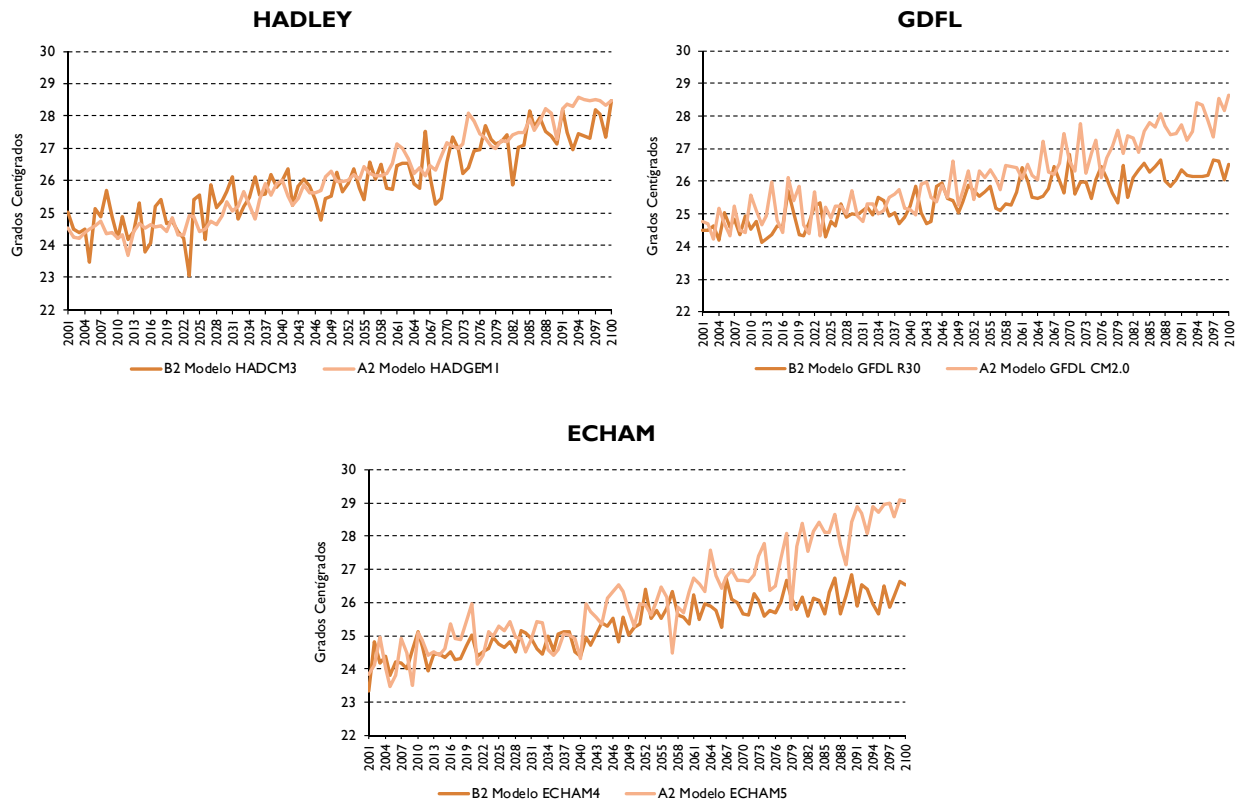 HADLEY
30
29
28
27
26
25
24
23
22
Grados Centígrados
2001 2004 2007 2010 2013 2016 2019 2022 2025 2028 2031 2034 2037 2040 2043 2046 2049 2052 2055 2058 2061 2064 2067 2070 2073 2076 2079 2082 2085 2088 2091 2094 2097 2100
B2 Modelo HADCM3 A2 Modelo HADGEM1
GDFL
30
29
28
27
26
25
24
23
22
Grados Centígrados
2001 2004 2007 2010 2013 2016 2019 2022 2025 2028 2031 2034 2037 2040 2043 2046 2049 2052 2055 2058 2061 2064 2067 2070 2073 2076 2079 2082 2085 2088 2091 2094 2097 2100
B2 Modelo GFDL R30 A2 Modelo GFDL CM2.0
ECHAM
30
29
28
27
26
25
24
23
22
Grados Centígrados
2001 2004 2007 2010 2013 2016 2019 2022 2025 2028 2031 2034 2037 2040 2043 2046 2049 2052 2055 2058 2061 2064 2067 2070 2073 2076 2079 2082 2085 2088 2091 2094 2097 2100
B2 Modelo ECHAM4 A2 Modelo ECHAM5